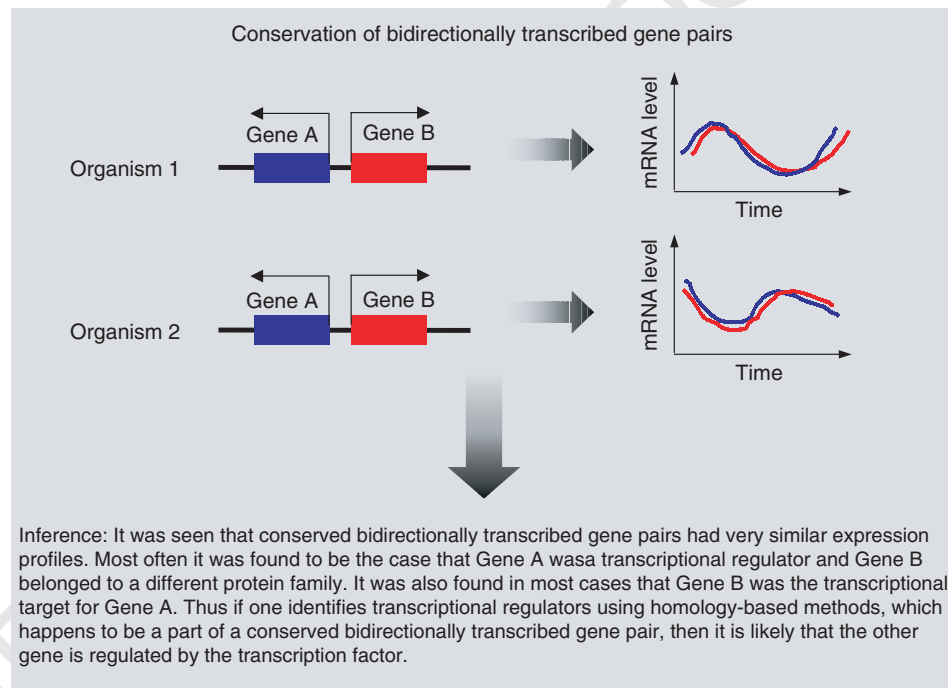 Conservation of bidirectionally transcribed gene pairs
Gene A
Gene B
Organism 1
mRNA level
Time
Gene A
Gene B
Organism 2
mRNA level
Time
Inference: It was seen that conserved bidirectionally transcribed gene pairs had very similar expression
profiles. Most often it was found to be the case that Gene A wasa transcriptional regulator and Gene B
belonged to a different protein family. It was also found in most cases that Gene B was the transcriptional
target for Gene A. Thus if one identifies transcriptional regulators using homology-based methods, which
happens to be a part of a conserved bidirectionally transcribed gene pair, then it is likely that the other
gene is regulated by the transcription factor.